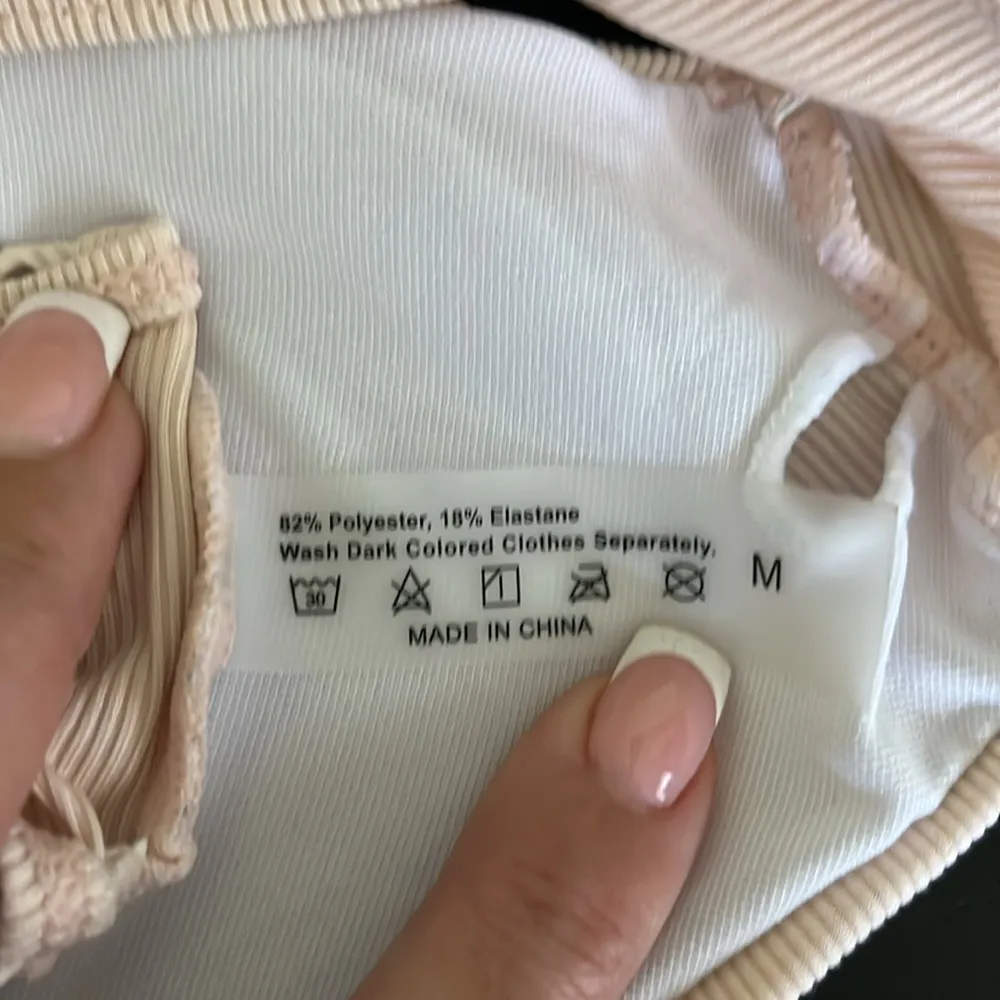 82% Polyester, 18% Elastane
Wash Dark Colored Clothes Separately.
30
M
MADE IN CHINA